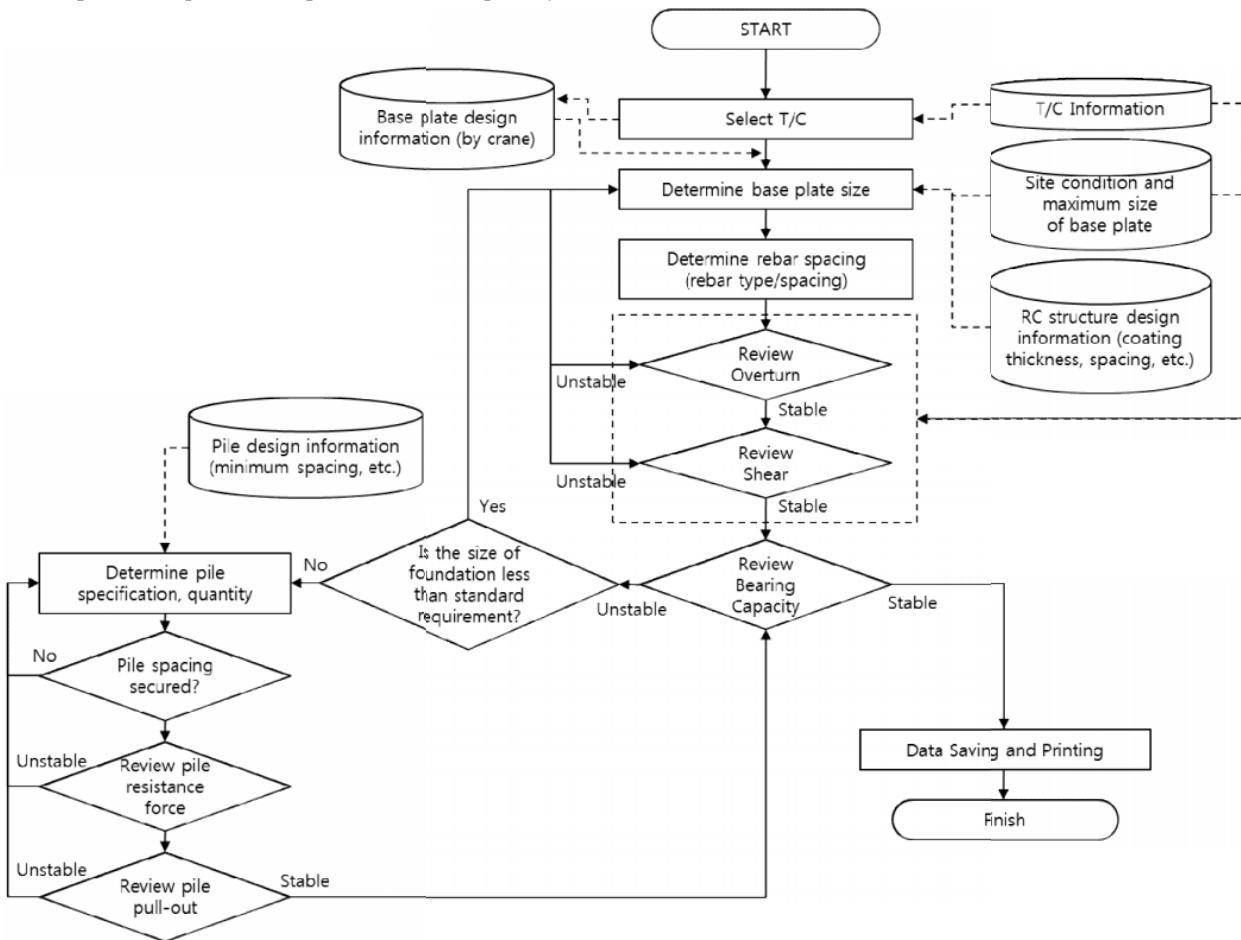 START
Base plate design
information (by crane)
Select T/C
T/C Information
Determine base plate size
Site condition and
maximum size
of base plate
Determine rebar spacing
(rebar type/spacing)
RC structure design
information (coating
thickness, spacing, etc.)
Review
Overturn
Unstable
Stable
Pile design information
(minimum spacing, etc.)
Review
Shear
Unstable
Stable
Yes
Is the size of
foundation less
than standard
requirement?
No
Determine pile
specification, quantity
Review
Bearing
Capacity
Unstable
Stable
No
Pile spacing
secured?
Unstable
Review pile
resistance
force
Data Saving and Printing
Finish
Unstable
Review pile
pull-out
Stable